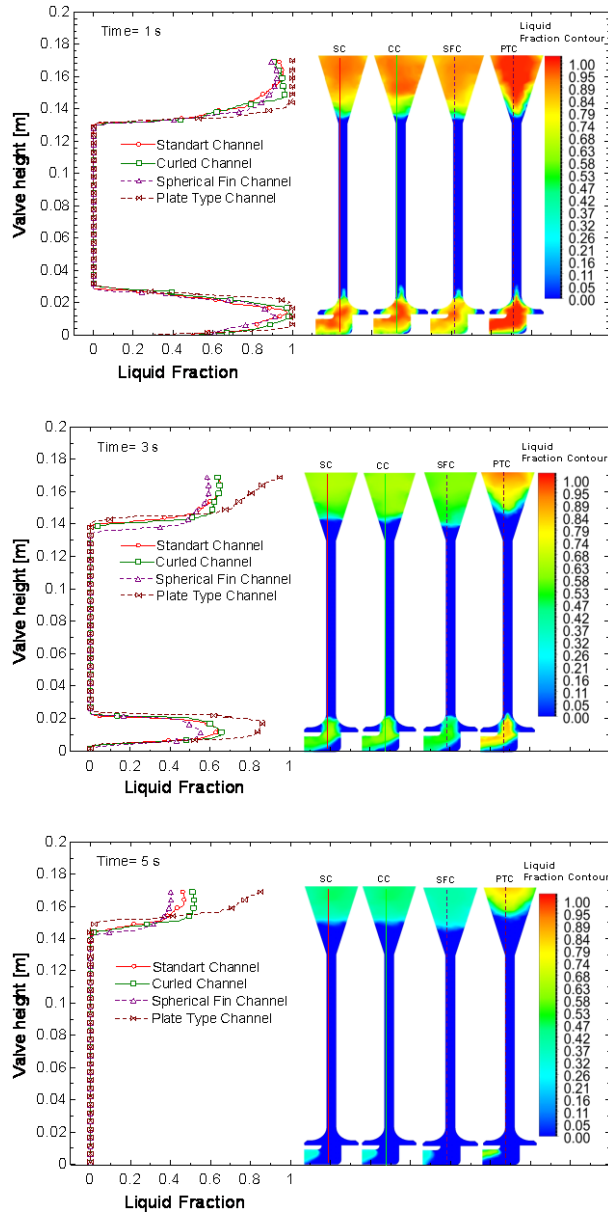 Time= 1 s
Valve height [m]
0.2
0.18
0.16
0.14
0.12
0.1
0.08
0.06
0.04
0.02
0
Standart Channel
Curled Channel
Spherical Fin Channel
Plate Type Channel
0 0.2 0.4 0.6 0.8 1
Liquid Fraction
SC CC SFC PTC
Liquid
Fraction Contour
1.00
0.95
0.89
0.84
0.79
0.74
0.68
0.63
0.58
0.53
0.47
0.42
0.37
0.32
0.26
0.21
0.16
0.11
0.05
0.00
Time= 3 s
Valve height [m]
0.2
0.18
0.16
0.14
0.12
0.1
0.08
0.06
0.04
0.02
0
Standart Channel
Curled Channel
Spherical Fin Channel
Plate Type Channel
0 0.2 0.4 0.6 0.8 1
Liquid Fraction
SC CC SFC PTC
Liquid
Fraction Contour
1.00
0.95
0.89
0.84
0.79
0.74
0.68
0.63
0.58
0.53
0.47
0.42
0.37
0.32
0.26
0.21
0.16
0.11
0.05
0.00
Time= 5 s
Valve height [m]
0.2
0.18
0.16
0.14
0.12
0.1
0.08
0.06
0.04
0.02
0
Standart Channel
Curled Channel
Spherical Fin Channel
Plate Type Channel
0 0.2 0.4 0.6 0.8 1
Liquid Fraction
SC CC SFC PTC
Liquid
Fraction Contour
1.00
0.95
0.89
0.84
0.79
0.74
0.68
0.63
0.58
0.53
0.47
0.42
0.37
0.32
0.26
0.21
0.16
0.11
0.05
0.00